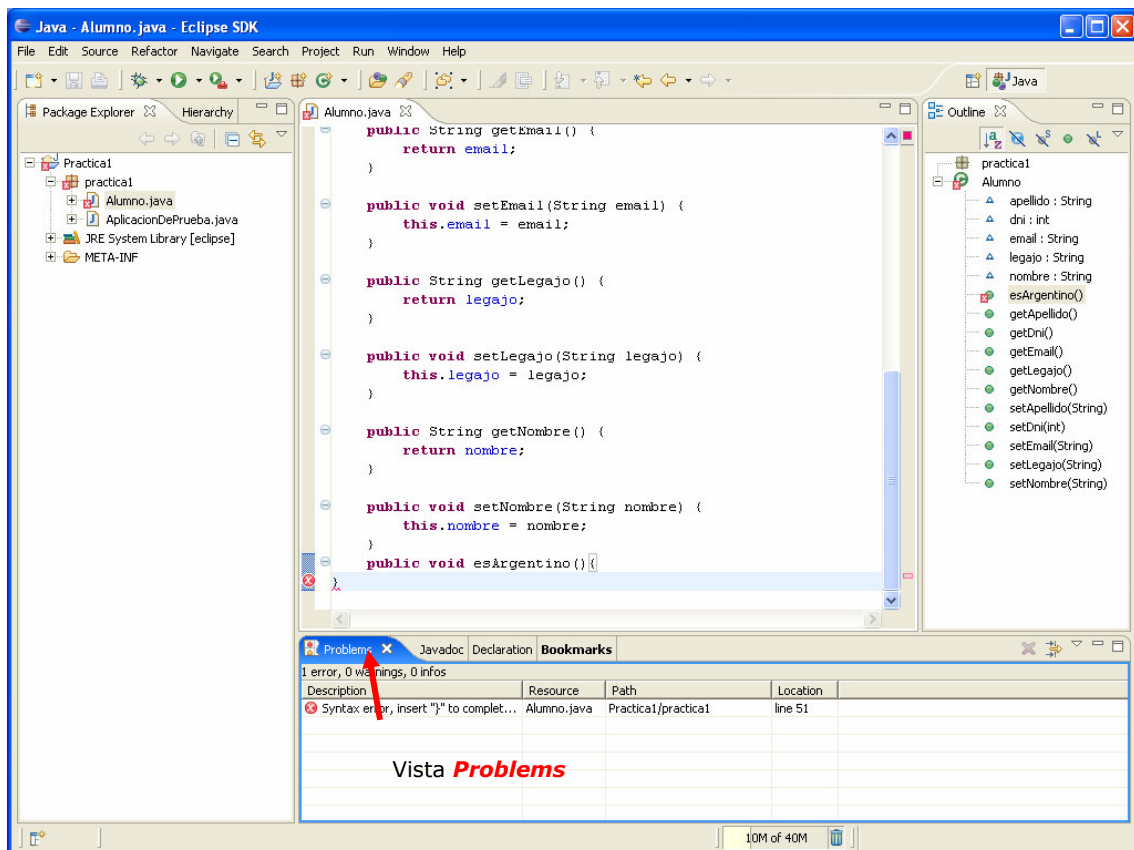 Java - Alumno.java - Eclipse SDK
File Edit Source Refactor Navigate Search Project Run Window Help
Java
Package Explorer Hierarchy
Practica1
practica1
Alumno.java
AplicacionDePrueba.java
JRE System Library [eclipse]
META-INF
Alumno.java
public String getEmail() {
return email;
}
public void setEmail(String email) {
this.email = email;
}
public String getLegajo() {
return legajo;
}
public void setLegajo(String legajo) {
this.legajo = legajo;
}
public String getNombre() {
return nombre;
}
public void setNombre(String nombre) {
this.nombre = nombre;
}
public void esArgentino(){
}
Outline
practica1
Alumno
apellido : String
dni : int
email : String
legajo : String
nombre : String
esArgentino()
getApellido()
getDni()
getEmail()
getLegajo()
getNombre()
setApellido(String)
setDni(int)
setEmail(String)
setLegajo(String)
setNombre(String)
Problems Javadoc Declaration Bookmarks
1 error, 0 warnings, 0 infos
Description Resource Path Location
Syntax error, insert "}" to complet... Alumno.java Practica1/practica1 line 51
Vista Problems
10M of 40M